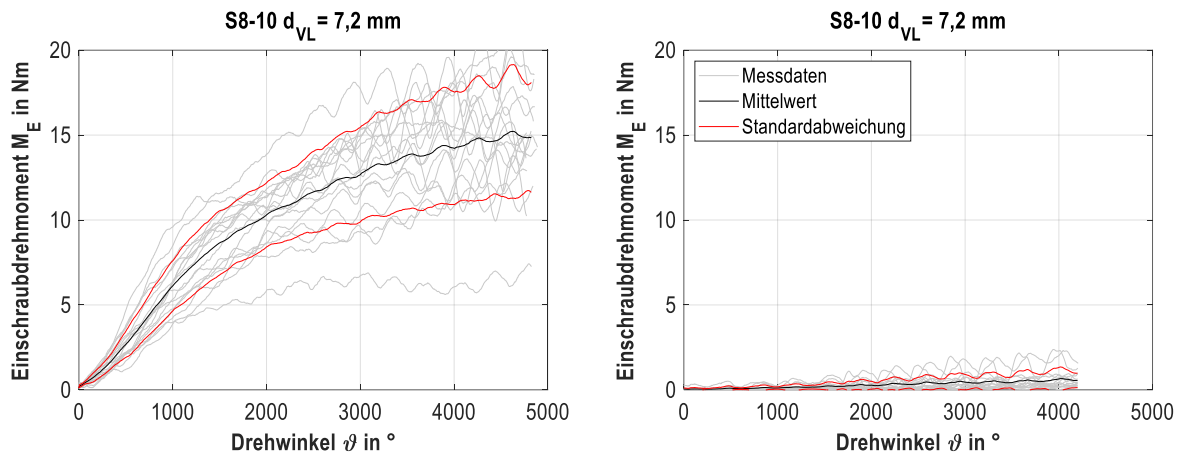 S8-10 d_VL = 7,2 mm
Einschraubdrehmoment M_E in Nm
20
15
10
5
0
0 1000 2000 3000 4000 5000
Drehwinkel ϑ in °
S8-10 d_VL = 7,2 mm
Einschraubdrehmoment M_E in Nm
20
15
10
5
0
Messdaten
Mittelwert
Standardabweichung
0 1000 2000 3000 4000 5000
Drehwinkel ϑ in °